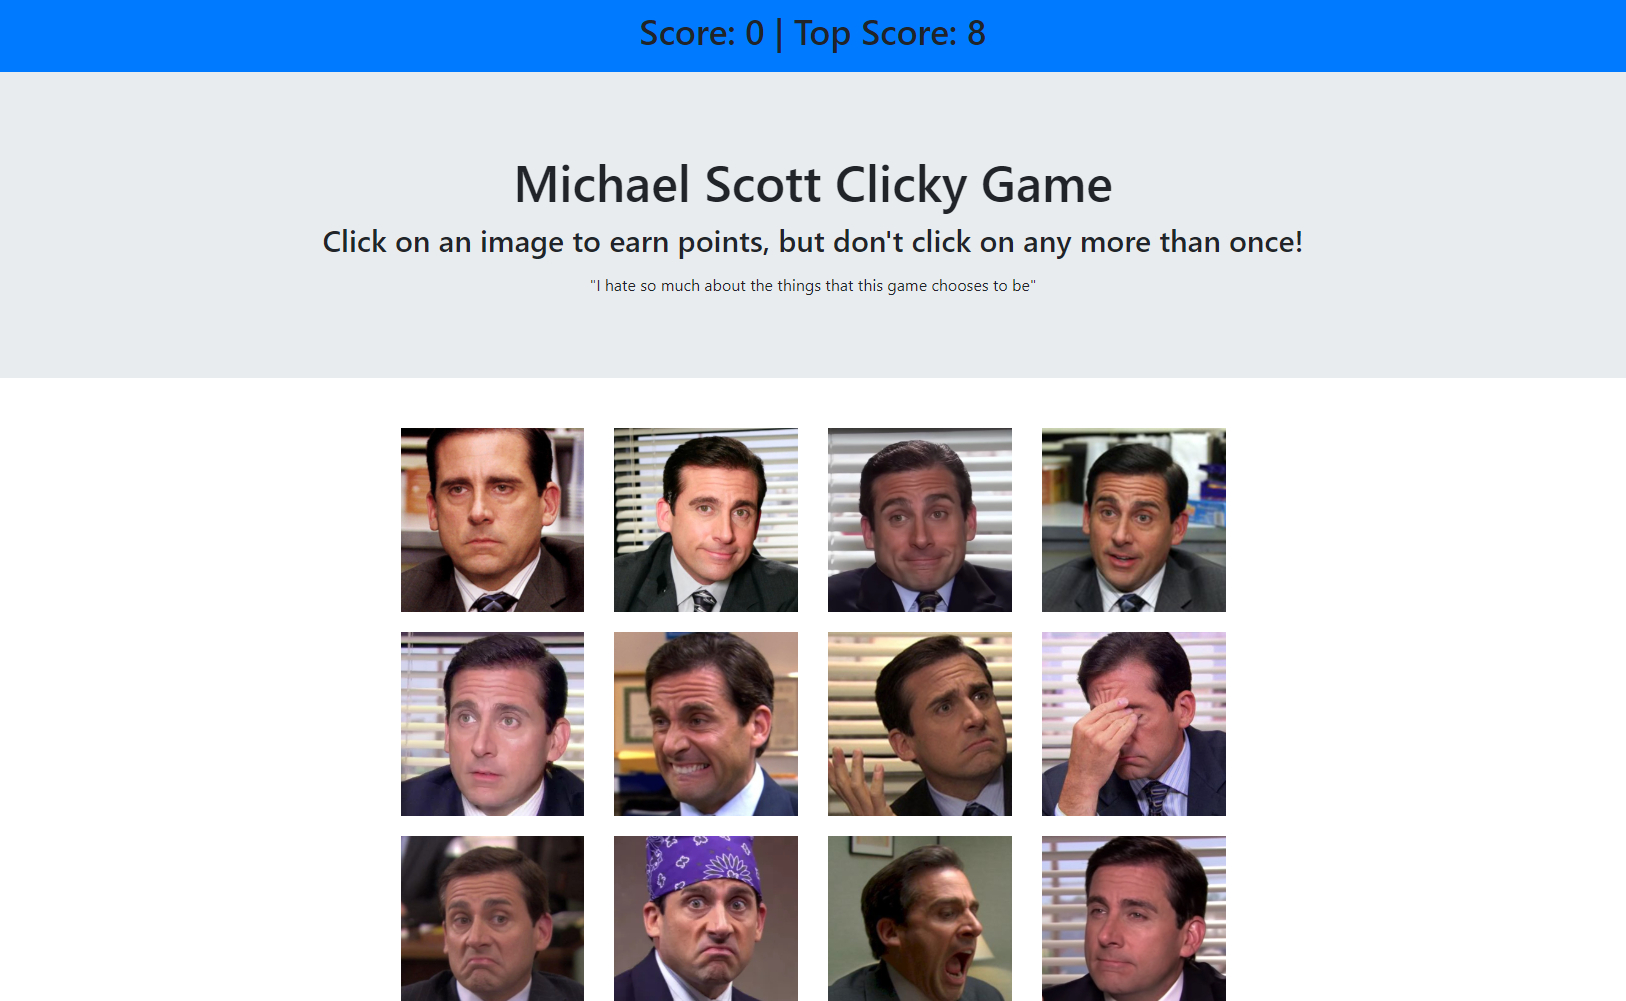 Score: 0 | Top Score: 8
Michael Scott Clicky Game
Click on an image to earn points, but don't click on any more than once!
"I hate so much about the things that this game chooses to be"